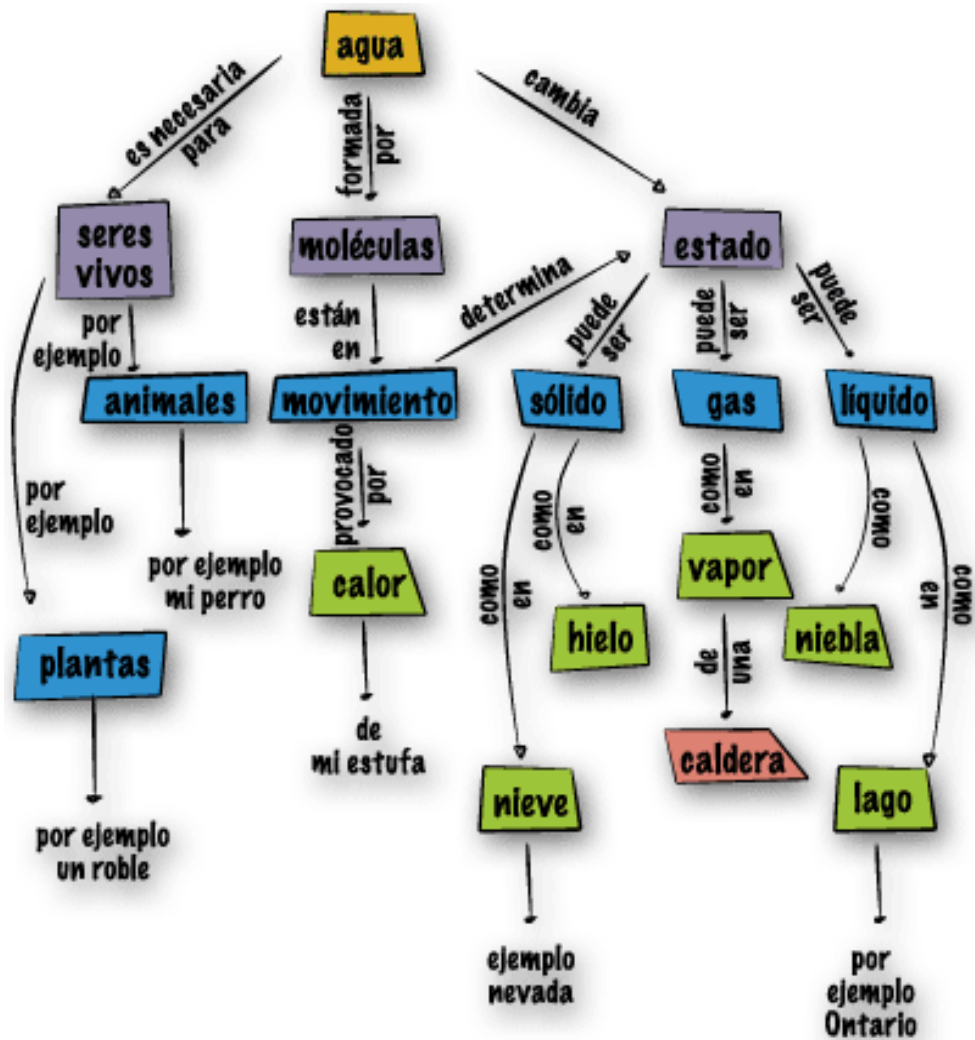 agua
es necesaria
para
formada
por
cambia
seres
vivos
moléculas
estado
por
ejemplo
están
en
determina
puede
ser
puede
ser
puede
ser
animales
movimiento
sólido
gas
líquido
por
ejemplo
provocado
por
como
en
como
en
como
en
como
como
en
por ejemplo
mi perro
calor
vapor
hielo
niebla
plantas
de
una
de
mi estufa
nieve
caldera
lago
por ejemplo
un roble
ejemplo
nevada
por
ejemplo
Ontario